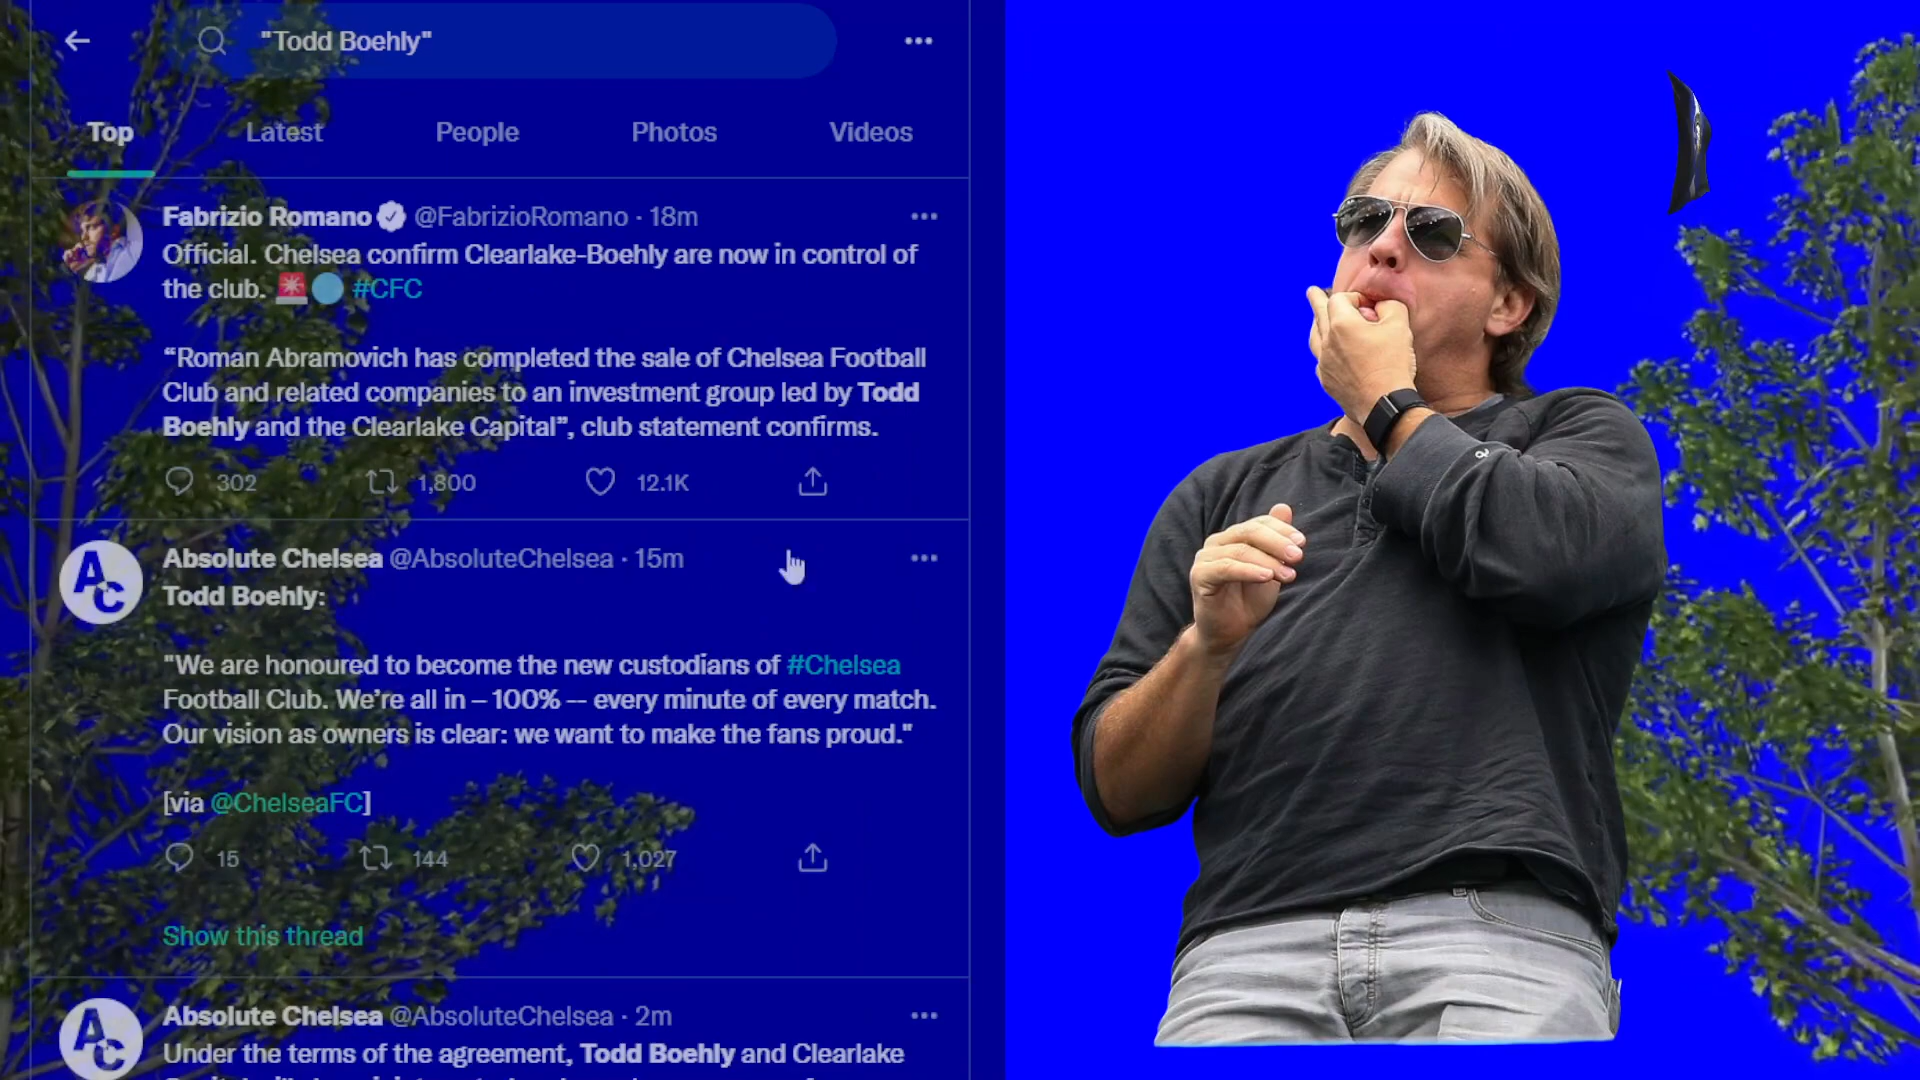 "Todd Boehly"
Top Latest People Photos Videos
Fabrizio Romano @FabrizioRomano · 18m
Official. Chelsea confirm Clearlake-Boehly are now in control of
the club. 🚨🔵 #CFC
“Roman Abramovich has completed the sale of Chelsea Football
Club and related companies to an investment group led by Todd
Boehly and the Clearlake Capital”, club statement confirms.
302 1,800 12.1K
AC
Absolute Chelsea @AbsoluteChelsea · 15m
Todd Boehly:
"We are honoured to become the new custodians of #Chelsea
Football Club. We’re all in – 100% -- every minute of every match.
Our vision as owners is clear: we want to make the fans proud."
[via @ChelseaFC]
15 144 1,027
Show this thread
AC
Absolute Chelsea @AbsoluteChelsea · 2m
Under the terms of the agreement, Todd Boehly and Clearlake